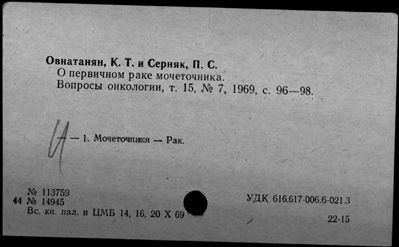 Овнатанян, К. Т. и Серняк, П. С.
О первичном раке мочеточника.
Вопросы онкологии, т. 15, № 7, 1969, с. 96—98.
— 1. Мочеточники — Рак.
№ 113759
44 № 14945
Вс. кн. пал. и ЦМБ 14, 16, 20 X 69
УДК 616.617-006.6-021.3
22-15